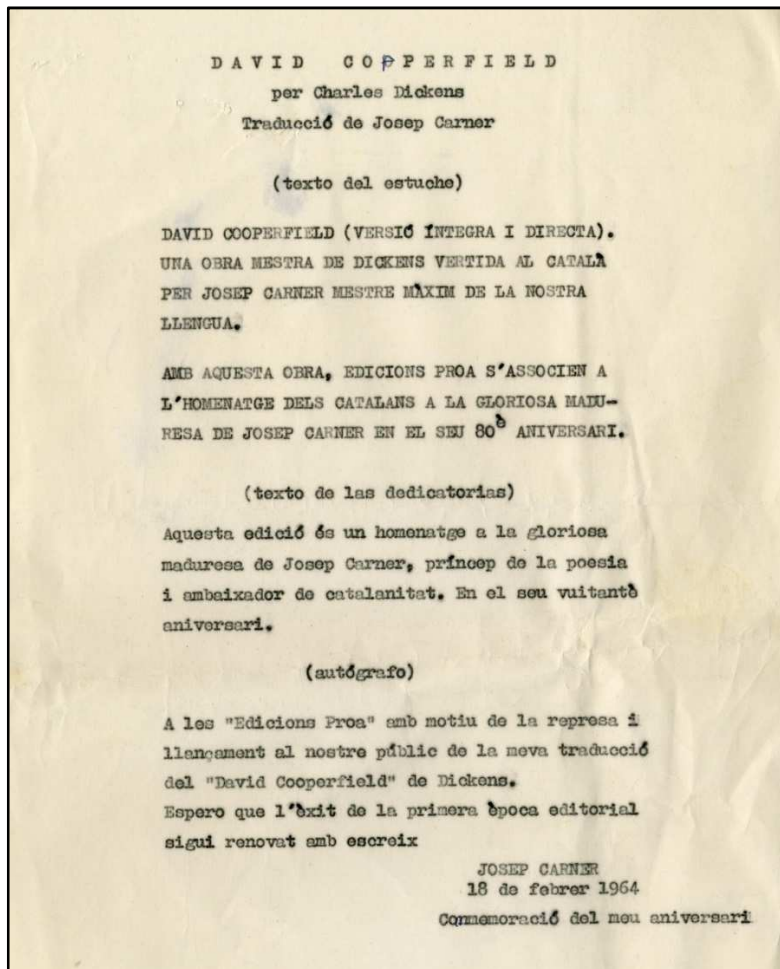 DAVID COPPERFIELD
per Charles Dickens
Traducció de Josep Carner
(texto del estuche)
DAVID COOPERFIELD (VERSIÓ ÍNTEGRA I DIRECTA).
UNA OBRA MESTRA DE DICKENS VERTIDA AL CATALÀ
PER JOSEP CARNER MESTRE MÀXIM DE LA NOSTRA
LLENGUA.
AMB AQUESTA OBRA, EDICIONS PROA S'ASSOCIEN A
L'HOMENATGE DELS CATALANS A LA GLORIOSA MADU-
RESA DE JOSEP CARNER EN EL SEU 80è ANIVERSARI.
(texto de las dedicatorias)
Aquesta edició és un homenatge a la gloriosa
maduresa de Josep Carner, príncep de la poesia
i ambaixador de catalanitat. En el seu vuitantè
aniversari.
(autógrafo)
A les "Edicions Proa" amb motiu de la represa i
llançament al nostre públic de la meva traducció
del "David Cooperfield" de Dickens.
Espero que l'èxit de la primera època editorial
sigui renovat amb escreix
JOSEP CARNER
18 de febrer 1964
Conmemoració del meu aniversari